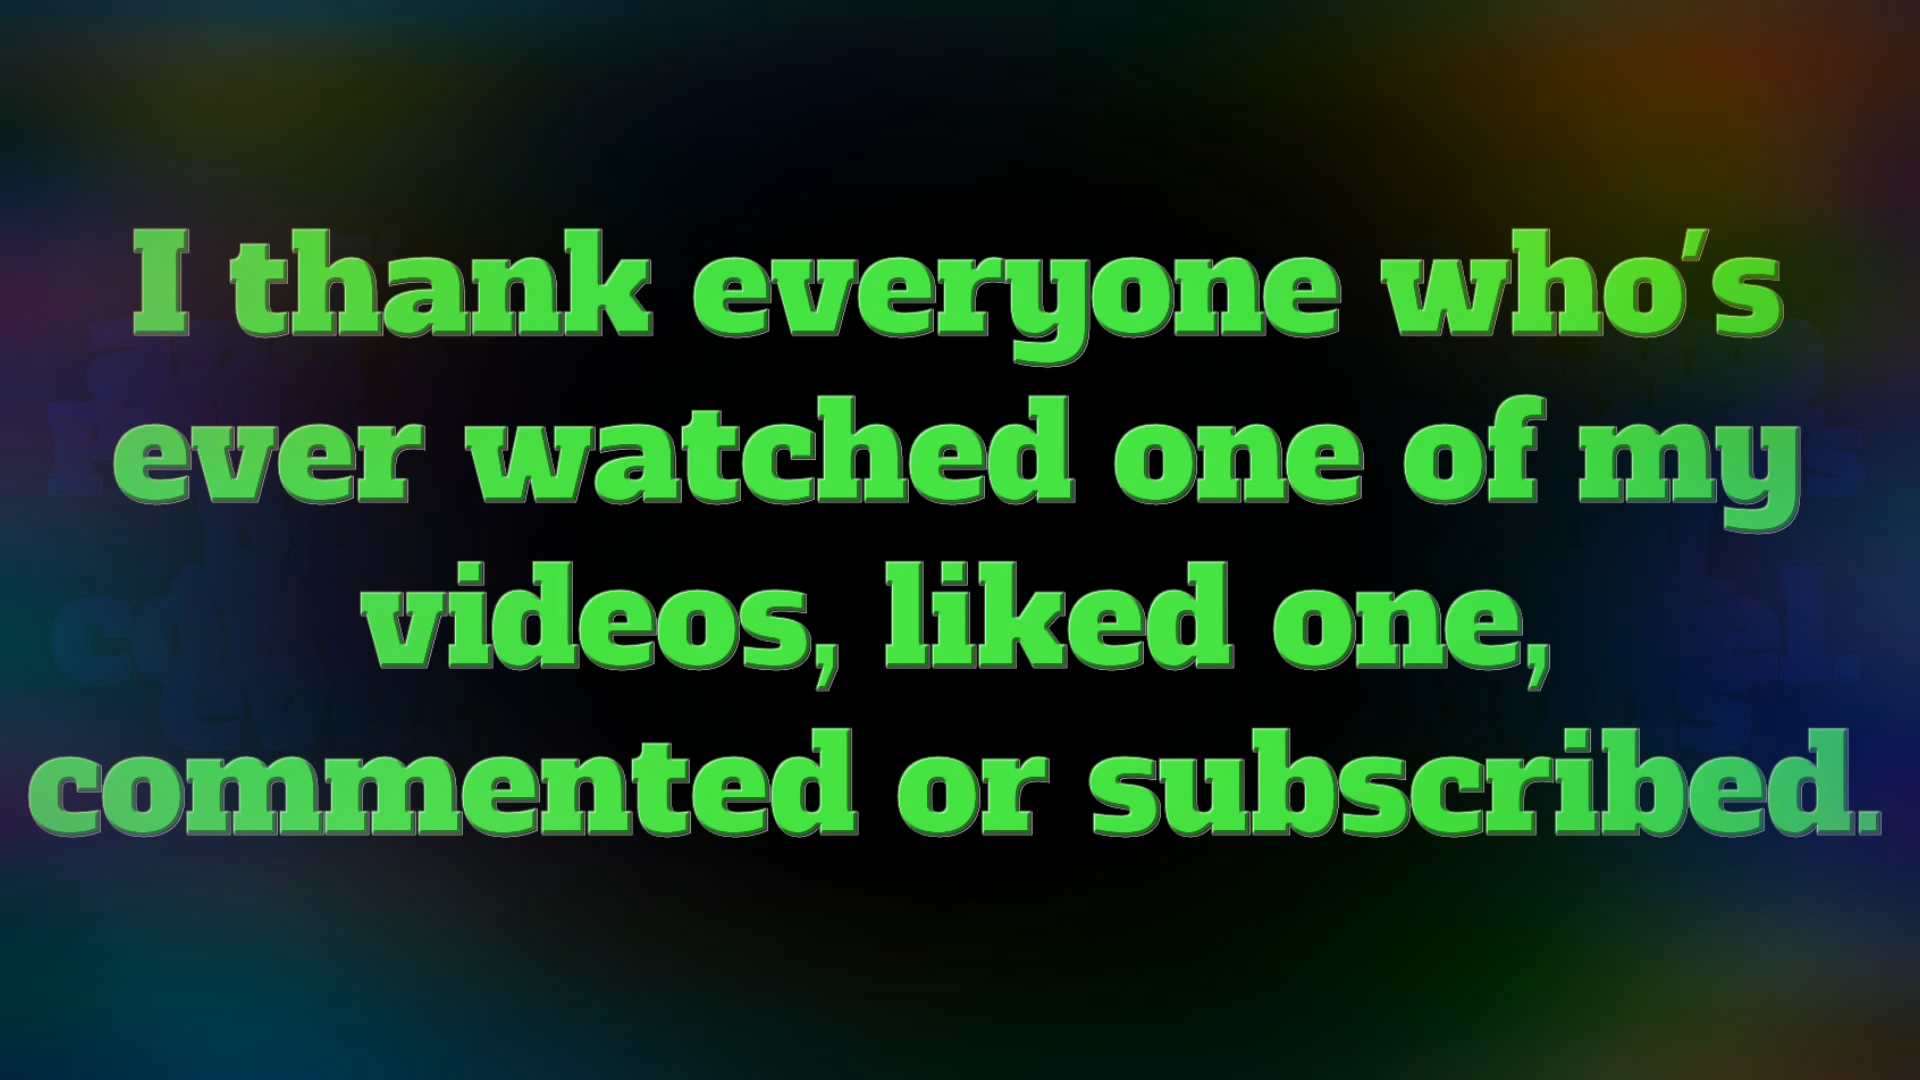 I thank everyone who's
ever watched one of my
videos, liked one,
commented or subscribed.